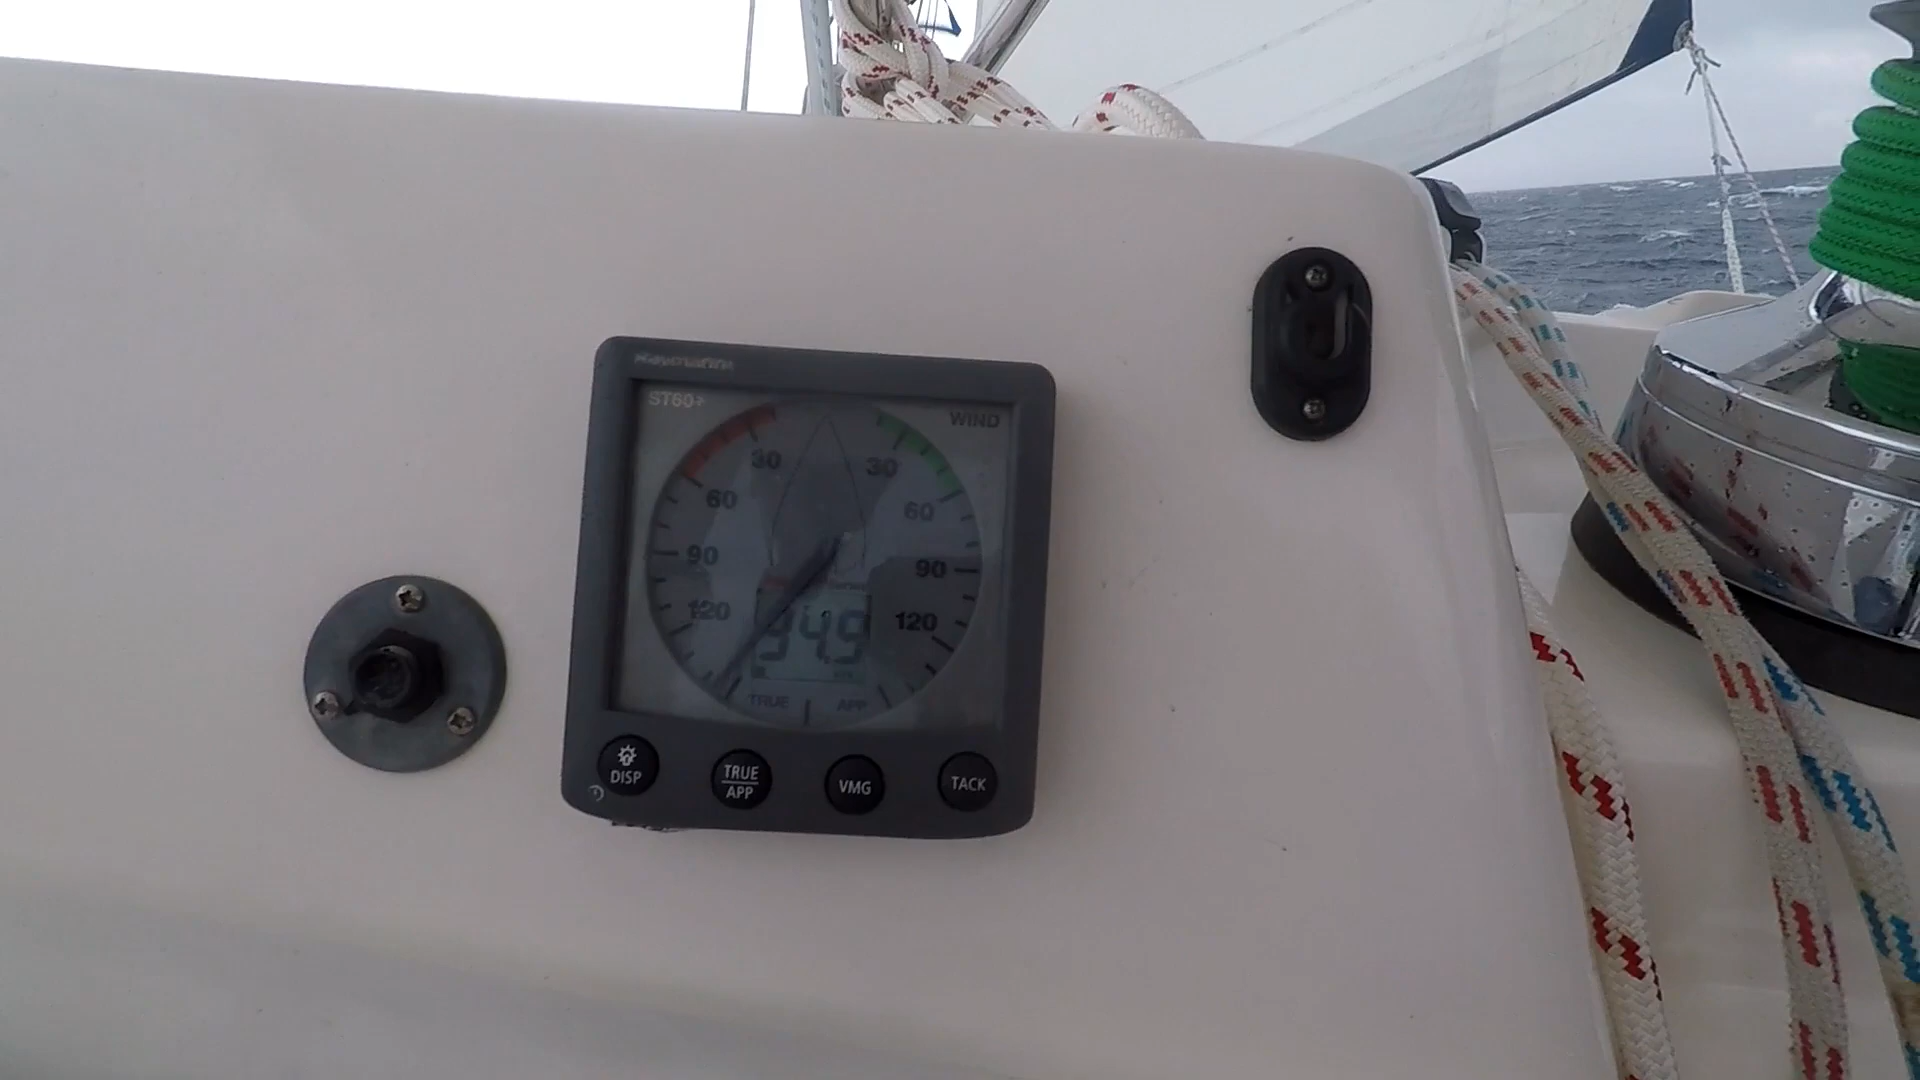 Raymarine
ST60+
WIND
30 30
60 60
90 90
120 120
34.9
TRUE APP
DISP
TRUE
APP
VMG
TACK